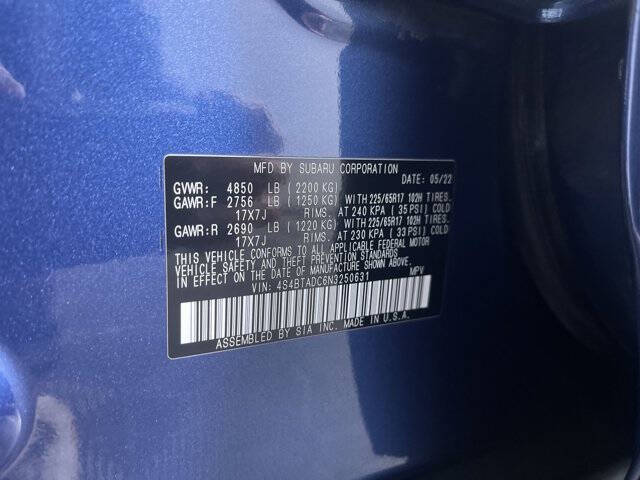 MFD BY SUBARU CORPORATION
DATE: 05/22
GVWR: 4850 LB ( 2200 KG)
GAWR:F 2756 LB ( 1250 KG) WITH 225/65R17 102H TIRES.
17X7J RIMS. AT 240 KPA ( 35 PSI) COLD
GAWR:R 2690 LB ( 1220 KG) WITH 225/65R17 102H TIRES.
17X7J RIMS. AT 230 KPA ( 33 PSI) COLD
THIS VEHICLE CONFORMS TO ALL APPLICABLE FEDERAL MOTOR
VEHICLE SAFETY AND THEFT PREVENTION STANDARDS
IN EFFECT ON THE DATE OF MANUFACTURE SHOWN ABOVE.
VIN: 4S4BTADC6N3250631 MPV
ASSEMBLED BY SIA INC. MADE IN U.S.A.